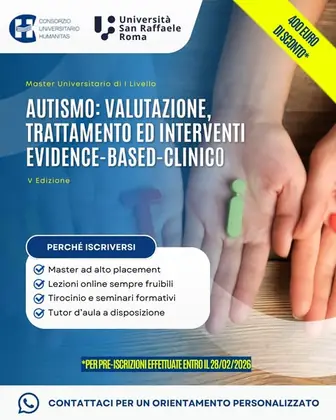 CONSORZIO
UNIVERSITARIO
HUMANITAS
Università
San Raffaele
Roma
400 EURO
DI SCONTO*
Master Universitario di I Livello
AUTISMO: VALUTAZIONE,
TRATTAMENTO ED INTERVENTI
EVIDENCE-BASED-CLINICO
V Edizione
PERCHÉ ISCRIVERSI
Master ad alto placement
Lezioni online sempre fruibili
Tirocinio e seminari formativi
Tutor d'aula a disposizione
*PER PRE-ISCRIZIONI EFFETTUATE ENTRO IL 28/02/2026
CONTATTACI PER UN ORIENTAMENTO PERSONALIZZATO